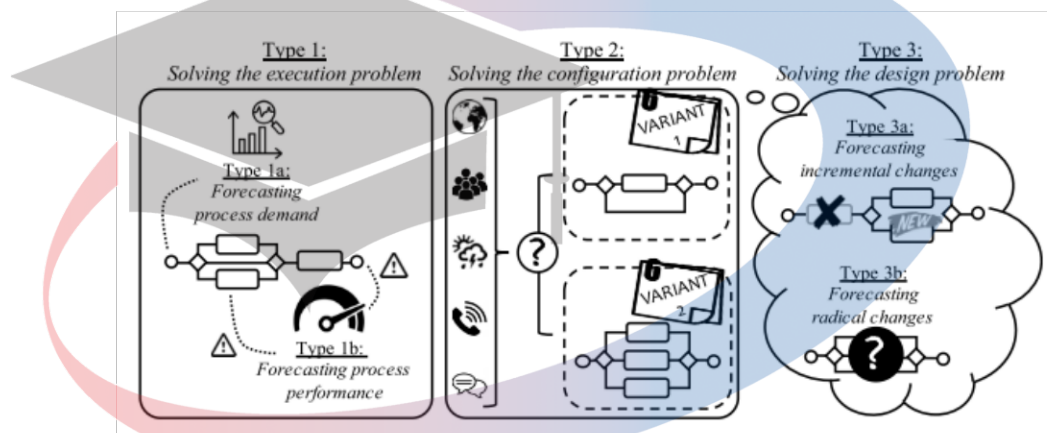 Type 1:
Solving the execution problem
Type 1a:
Forecasting
process demand
Type 1b:
Forecasting process
performance
Type 2:
Solving the configuration problem
VARIANT
1
?
VARIANT
2
Type 3:
Solving the design problem
Type 3a:
Forecasting
incremental changes
NEW
Type 3b:
Forecasting
radical changes
?